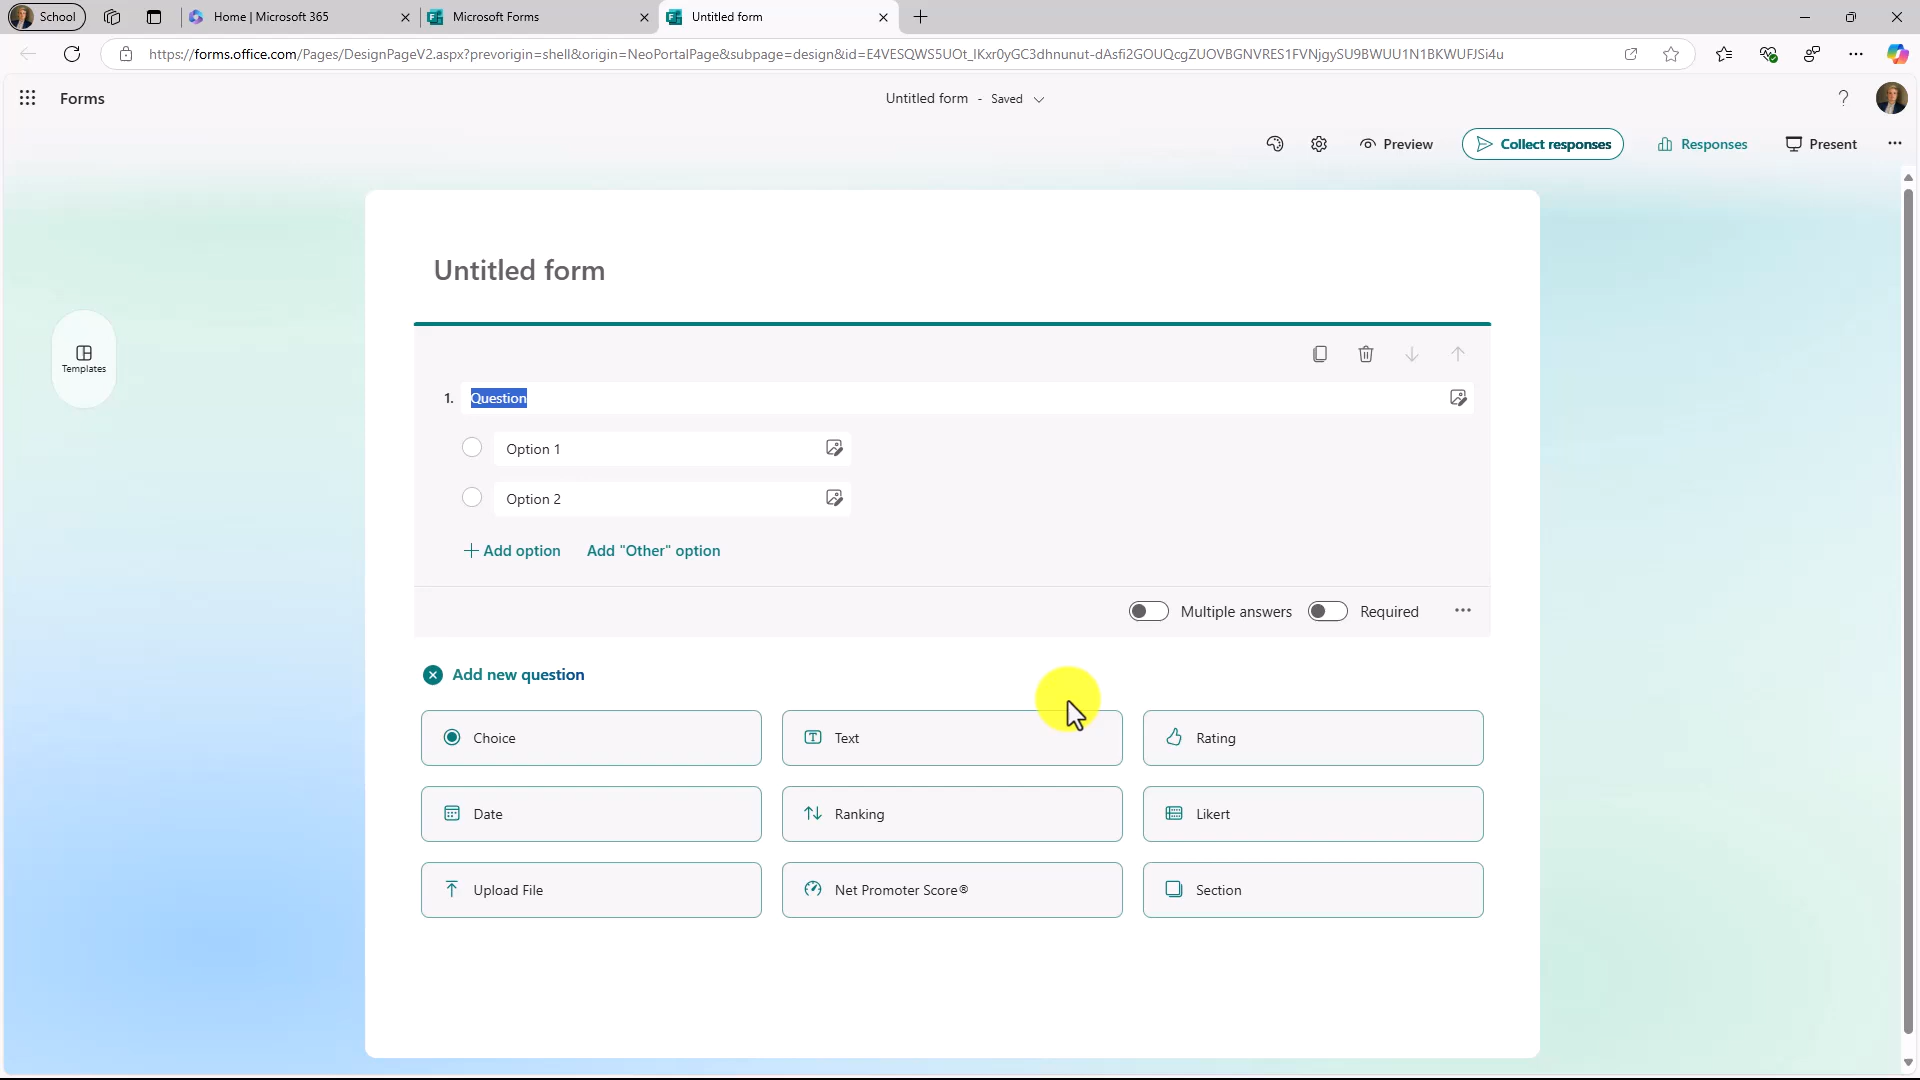 School
Home | Microsoft 365
Microsoft Forms
Untitled form
https://forms.office.com/Pages/DesignPageV2.aspx?prevorigin=shell&origin=NeoPortalPage&subpage=design&id=E4VESQWS5UOt_IKxr0yGC3dhnunut-dAsfi2GOUQcgZUOVBGNVRES1FVNjgySU9BWUU1N1BKWUFJSi4u
Forms
Untitled form - Saved
?
Preview
Collect responses
Responses
Present
Untitled form
Templates
1. Question
Option 1
Option 2
Add option Add "Other" option
Multiple answers Required
Add new question
Choice Text Rating
Date Ranking Likert
Upload File Net Promoter Score® Section